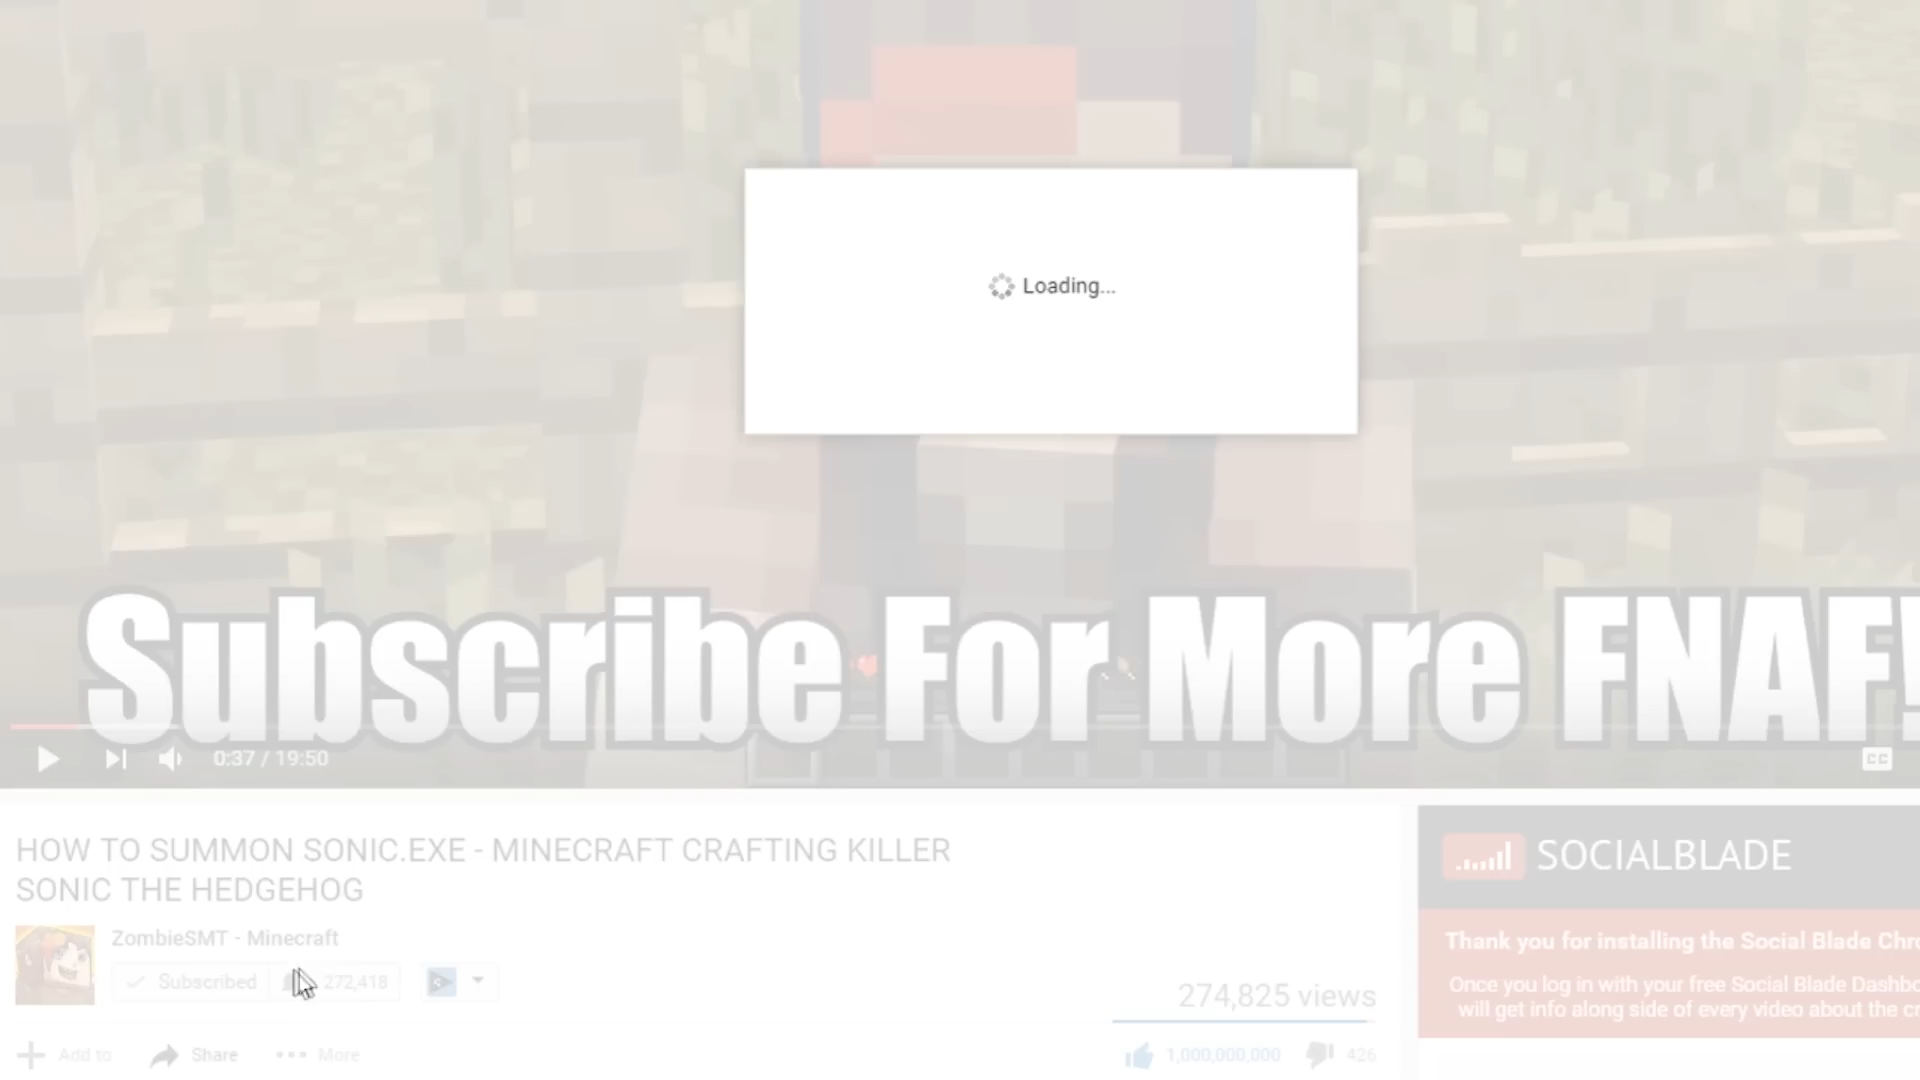 Loading...
Subscribe For More FNAF!
0:37 / 19:50
CC
HOW TO SUMMON SONIC.EXE - MINECRAFT CRAFTING KILLER
SONIC THE HEDGEHOG
ZombieSMT - Minecraft
Subscribed 272,418
274,825 views
Add to Share More
1,000,000,000 426
SOCIALBLADE
Thank you for installing the Social Blade Chro
Once you log in with your free Social Blade Dashbo
will get info along side of every video about the cr